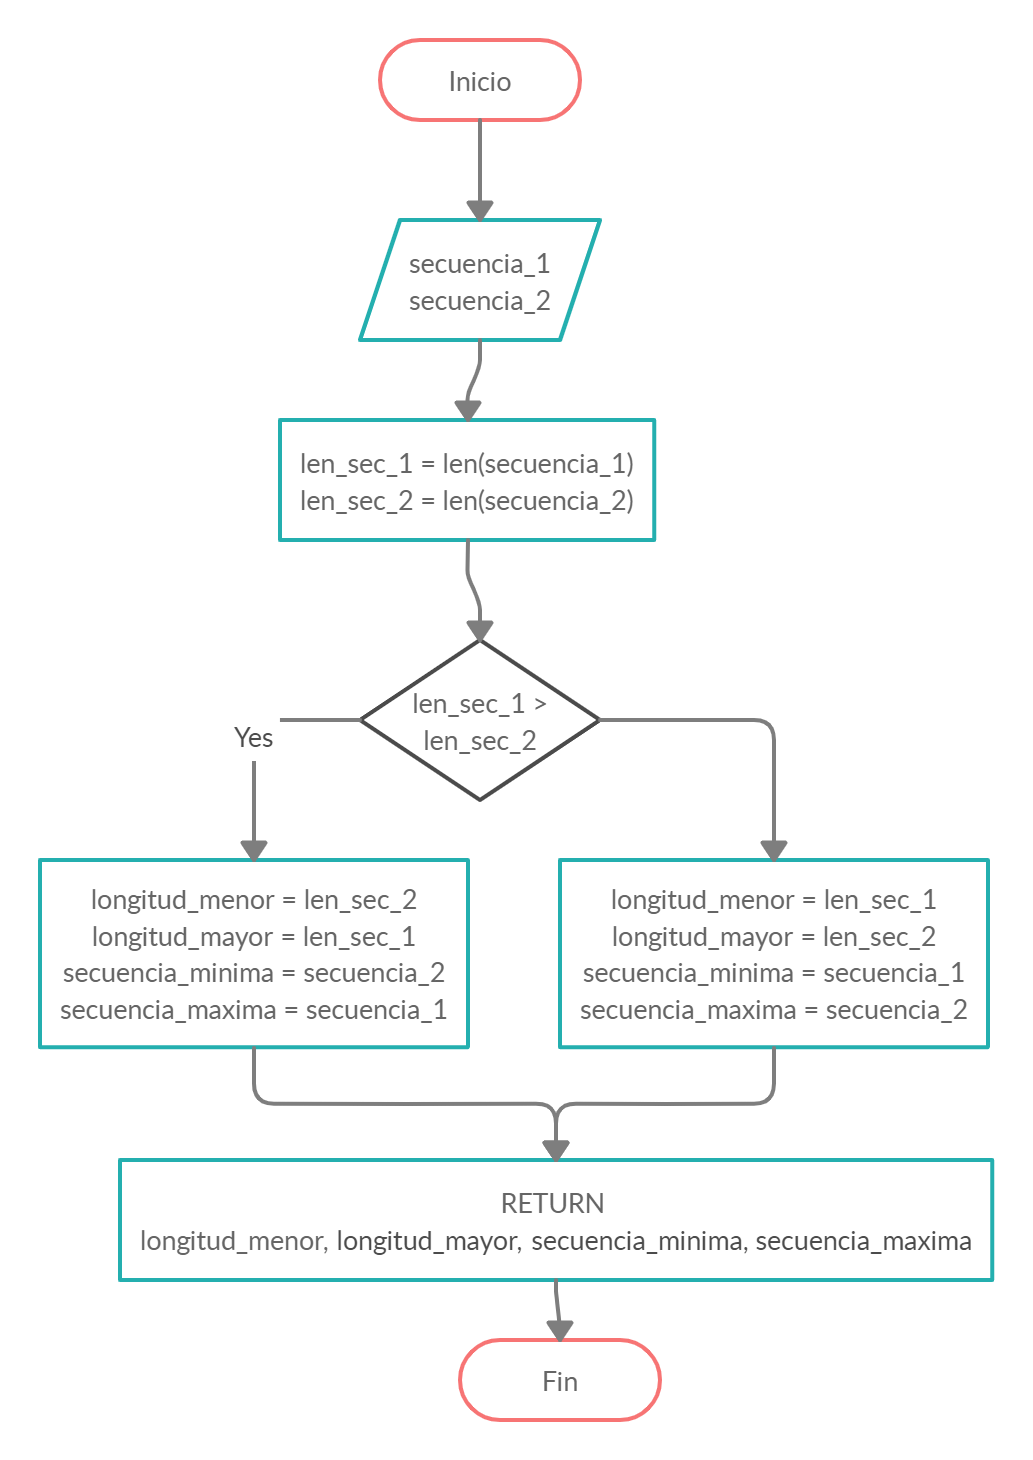 Inicio
secuencia_1
secuencia_2
len_sec_1 = len(secuencia_1)
len_sec_2 = len(secuencia_2)
len_sec_1 >
len_sec_2
Yes
longitud_menor = len_sec_2
longitud_mayor = len_sec_1
secuencia_minima = secuencia_2
secuencia_maxima = secuencia_1
longitud_menor = len_sec_1
longitud_mayor = len_sec_2
secuencia_minima = secuencia_1
secuencia_maxima = secuencia_2
RETURN
longitud_menor, longitud_mayor, secuencia_minima, secuencia_maxima
Fin